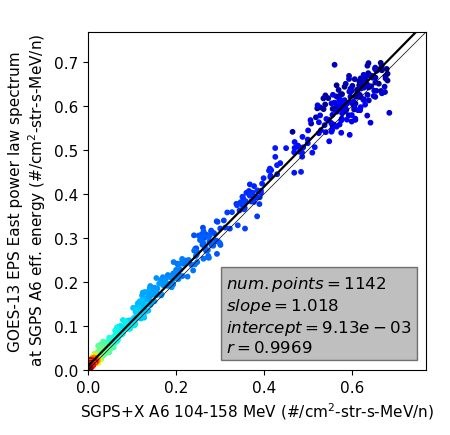 GOES-13 EPS East power law spectrum
at SGPS A6 eff. energy (#/cm²-str-s-MeV/n)
0.7
0.6
0.5
0.4
0.3
0.2
0.1
0.0
num. points = 1142
slope = 1.018
intercept = 9.13e − 03
r = 0.9969
0.0 0.2 0.4 0.6
SGPS+X A6 104-158 MeV (#/cm²-str-s-MeV/n)